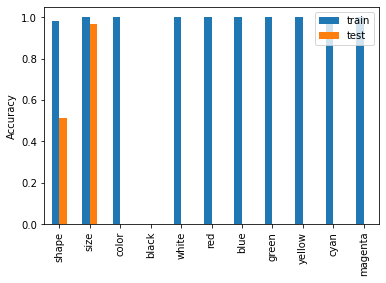 train
test
1.0
0.8
0.6
0.4
0.2
0.0
Accuracy
shape
size
color
black
white
red
blue
green
yellow
cyan
magenta